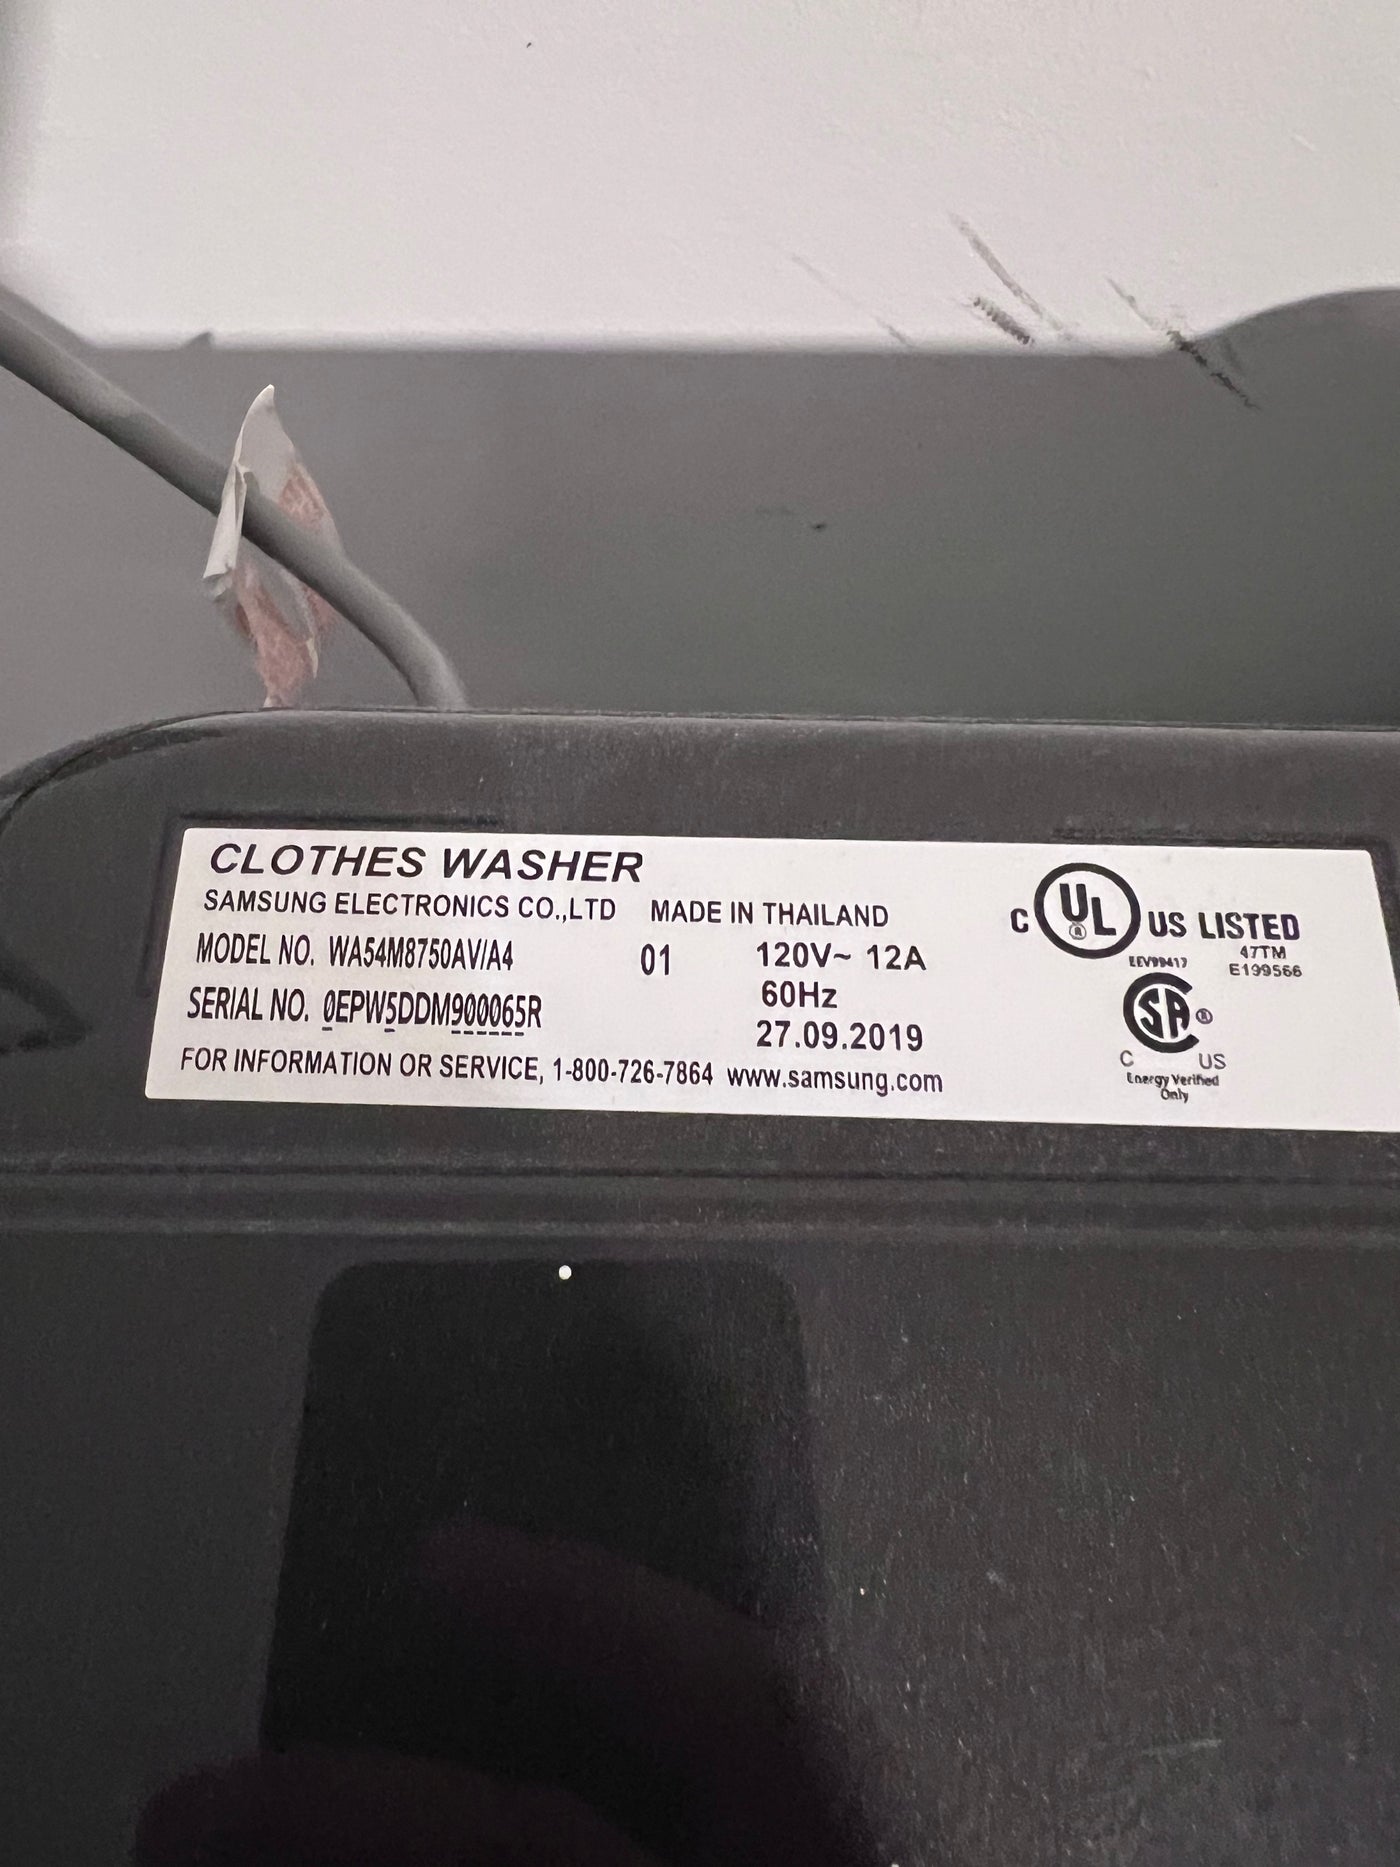 CLOTHES WASHER
SAMSUNG ELECTRONICS CO.,LTD MADE IN THAILAND
MODEL NO. WA54M8750AV/A4 01 120V~ 12A
60Hz
SERIAL NO. 0EPW5DDM900065R
27.09.2019
FOR INFORMATION OR SERVICE, 1-800-726-7864 www.samsung.com
C UL ® US LISTED
47TM
E199566
EEV99417
SA ®
C US
Energy Verified
Only